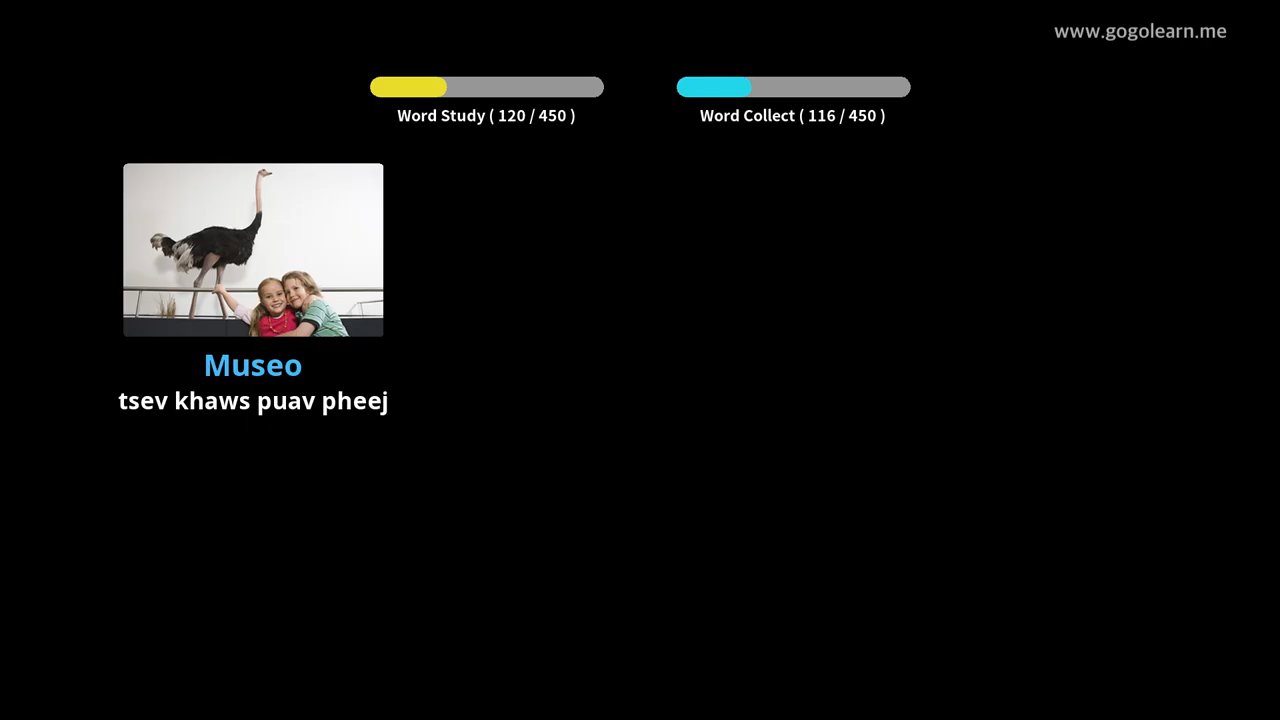 www.gogolearn.me
Word Study ( 120 / 450 )
Word Collect ( 116 / 450 )
Museo
tsev khaws puav pheej